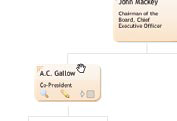 John Mackey
Chairman of the
Board, Chief
Executive Officer
A.C. Gallow
Co-President